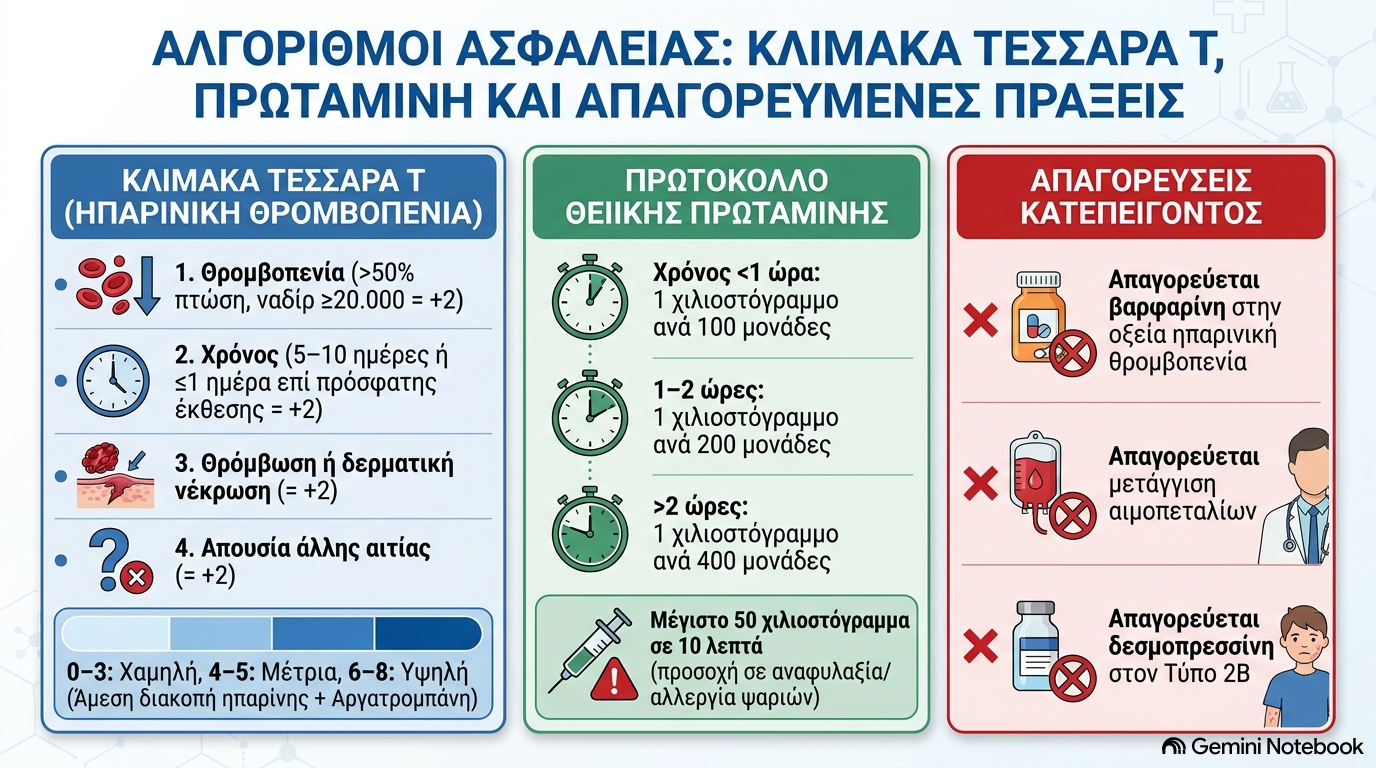 ΑΛΓΟΡΙΘΜΟΙ ΑΣΦΑΛΕΙΑΣ: ΚΛΙΜΑΚΑ ΤΕΣΣΑΡΑ Τ,
ΠΡΩΤΑΜΙΝΗ ΚΑΙ ΑΠΑΓΟΡΕΥΜΕΝΕΣ ΠΡΑΞΕΙΣ
ΚΛΙΜΑΚΑ ΤΕΣΣΑΡΑ Τ
(ΗΠΑΡΙΝΙΚΗ ΘΡΟΜΒΟΠΕΝΙΑ)
1. Θρομβοπενία (>50%
πτώση, ναδίρ ≥20.000 = +2)
2. Χρόνος (5–10 ημέρες ή
≤1 ημέρα επί πρόσφατης
έκθεσης = +2)
3. Θρόμβωση ή δερματική
νέκρωση (= +2)
4. Απουσία άλλης αιτίας
(= +2)
0–3: Χαμηλή, 4–5: Μέτρια, 6–8: Υψηλή
(Άμεση διακοπή ηπαρίνης + Αργατρομπάνη)
ΠΡΩΤΟΚΟΛΛΟ
ΘΕΙΙΚΗΣ ΠΡΩΤΑΜΙΝΗΣ
Χρόνος <1 ώρα:
1 χιλιοστόγραμμο
ανά 100 μονάδες
1–2 ώρες:
1 χιλιοστόγραμμο
ανά 200 μονάδες
>2 ώρες:
1 χιλιοστόγραμμο
ανά 400 μονάδες
Μέγιστο 50 χιλιοστόγραμμα
σε 10 λεπτά
(προσοχή σε αναφυλαξία/
αλλεργία ψαριών)
ΑΠΑΓΟΡΕΥΣΕΙΣ
ΚΑΤΕΠΕΙΓΟΝΤΟΣ
Απαγορεύεται
βαρφαρίνη στην
οξεία ηπαρινική
θρομβοπενία
Απαγορεύεται
μετάγγιση
αιμοπεταλίων
Απαγορεύεται
δεσμοπρεσσίνη
στον Τύπο 2Β
Gemini Notebook